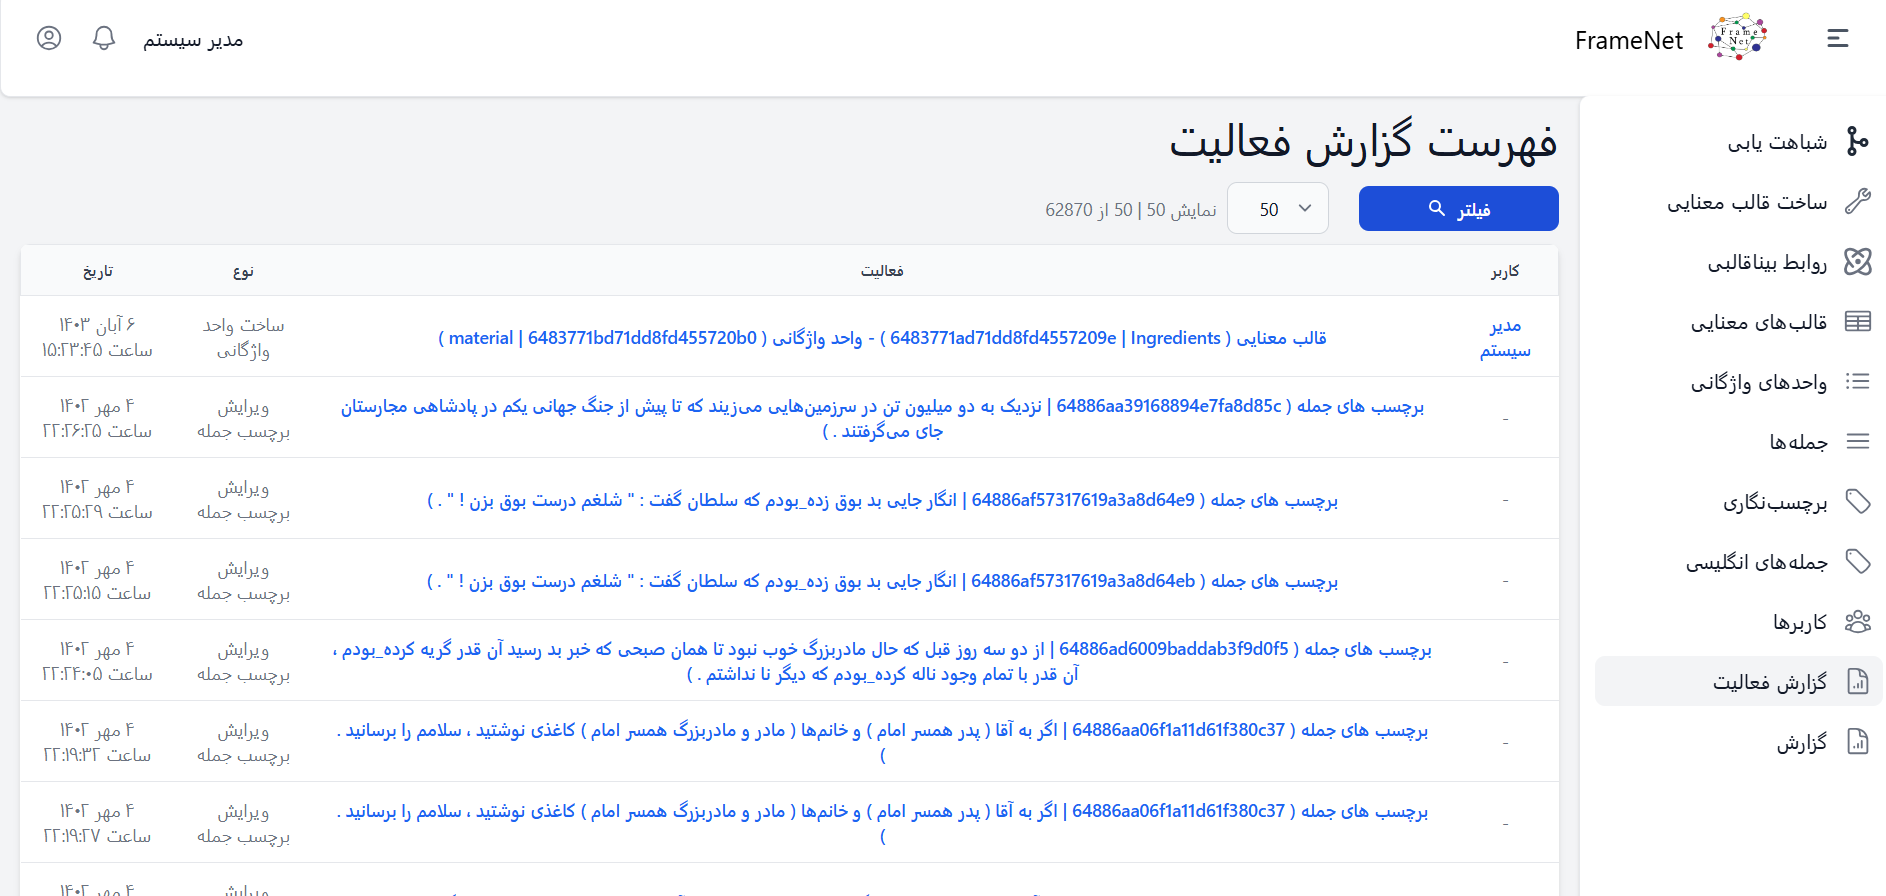 FrameNet
Frame
Net
مدیر سیستم
شباهت یابی
ساخت قالب معنایی
روابط بیناقالبی
قالب‌های معنایی
واحدهای واژگانی
جمله‌ها
برچسب‌نگاری
جمله‌های انگلیسی
کاربرها
گزارش فعالیت
گزارش
فهرست گزارش فعالیت
فیلتر
50
نمایش 50 | 50 از 62870
کاربر فعالیت نوع تاریخ
مدیر
سیستم
قالب معنایی ( 6483771ad71dd8fd4557209e | Ingredients ) - واحد واژگانی ( material | 6483771bd71dd8fd455720b0 )
ساخت واحد
واژگانی
۶ آبان ۱۴۰۳
ساعت ۱۵:۲۳:۴۵
-
برچسب های جمله ( 64886aa39168894e7fa8d85c | نزدیک به دو میلیون تن در سرزمین‌هایی می‌زیند که تا پیش از جنگ جهانی یکم در پادشاهی مجارستان
جای می‌گرفتند . )
ویرایش
برچسب جمله
۴ مهر ۱۴۰۲
ساعت ۲۲:۲۶:۲۵
-
برچسب های جمله ( 64886af57317619a3a8d64e9 | انگار جایی بد بوق زده_بودم که سلطان گفت : " شلغم درست بوق بزن ! " . )
ویرایش
برچسب جمله
۴ مهر ۱۴۰۲
ساعت ۲۲:۲۵:۲۹
-
برچسب های جمله ( 64886af57317619a3a8d64eb | انگار جایی بد بوق زده_بودم که سلطان گفت : " شلغم درست بوق بزن ! " . )
ویرایش
برچسب جمله
۴ مهر ۱۴۰۲
ساعت ۲۲:۲۵:۱۵
-
برچسب های جمله ( 64886ad6009baddab3f9d0f5 | از دو سه روز قبل که حال مادربزرگ خوب نبود تا همان صبحی که خبر بد رسید آن قدر گریه کرده_بودم ،
آن قدر با تمام وجود ناله کرده_بودم که دیگر نا نداشتم . )
ویرایش
برچسب جمله
۴ مهر ۱۴۰۲
ساعت ۲۲:۲۴:۰۵
-
برچسب های جمله ( 64886aa06f1a11d61f380c37 | اگر به آقا ( پدر همسر امام ) و خانم‌ها ( مادر و مادربزرگ همسر امام ) کاغذی نوشتید ، سلامم را برسانید .
)
ویرایش
برچسب جمله
۴ مهر ۱۴۰۲
ساعت ۲۲:۱۹:۳۲
-
برچسب های جمله ( 64886aa06f1a11d61f380c37 | اگر به آقا ( پدر همسر امام ) و خانم‌ها ( مادر و مادربزرگ همسر امام ) کاغذی نوشتید ، سلامم را برسانید .
)
ویرایش
برچسب جمله
۴ مهر ۱۴۰۲
ساعت ۲۲:۱۹:۲۷
ویرایش
۴ مهر ۱۴۰۲